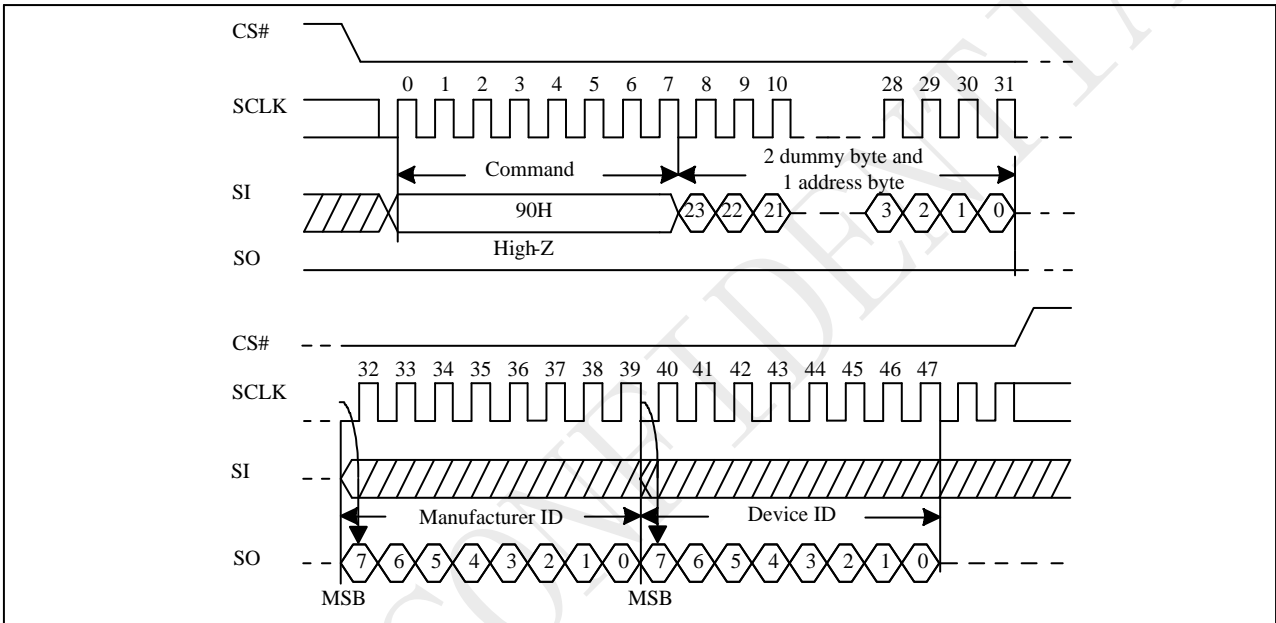 CS#
0 1 2 3 4 5 6 7 8 9 10 28 29 30 31
SCLK
Command
2 dummy byte and
1 address byte
SI
90H
23 22 21 3 2 1 0
High-Z
SO
CS#
32 33 34 35 36 37 38 39 40 41 42 43 44 45 46 47
SCLK
SI
Manufacturer ID
Device ID
SO
7 6 5 4 3 2 1 0 7 6 5 4 3 2 1 0
MSB MSB
CONFIDENTIA